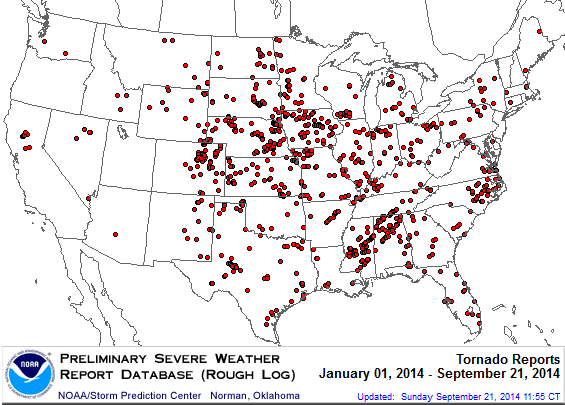 NOAA
PRELIMINARY SEVERE WEATHER
REPORT DATABASE (ROUGH LOG)
NOAA/Storm Prediction Center Norman, Oklahoma
Tornado Reports
January 01, 2014 - September 21, 2014
Updated: Sunday September 21, 2014 11:55 CT